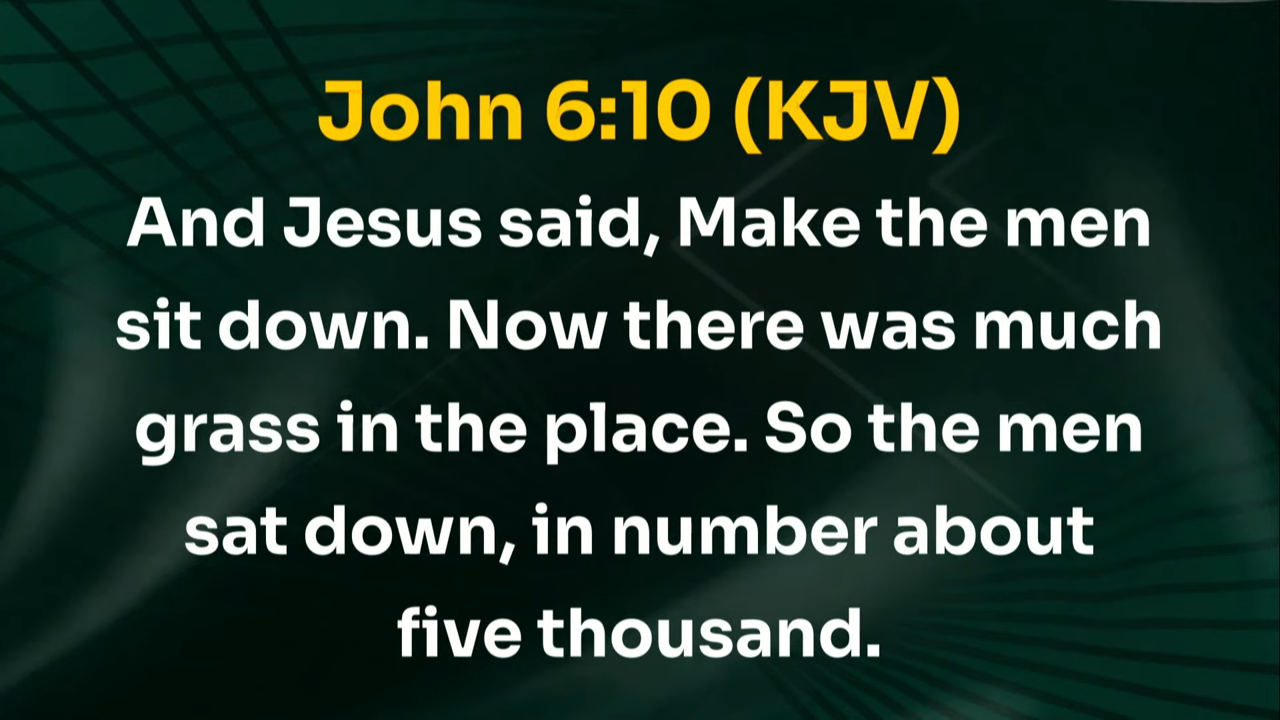 John 6:10 (KJV)
And Jesus said, Make the men
sit down. Now there was much
grass in the place. So the men
sat down, in number about
five thousand.